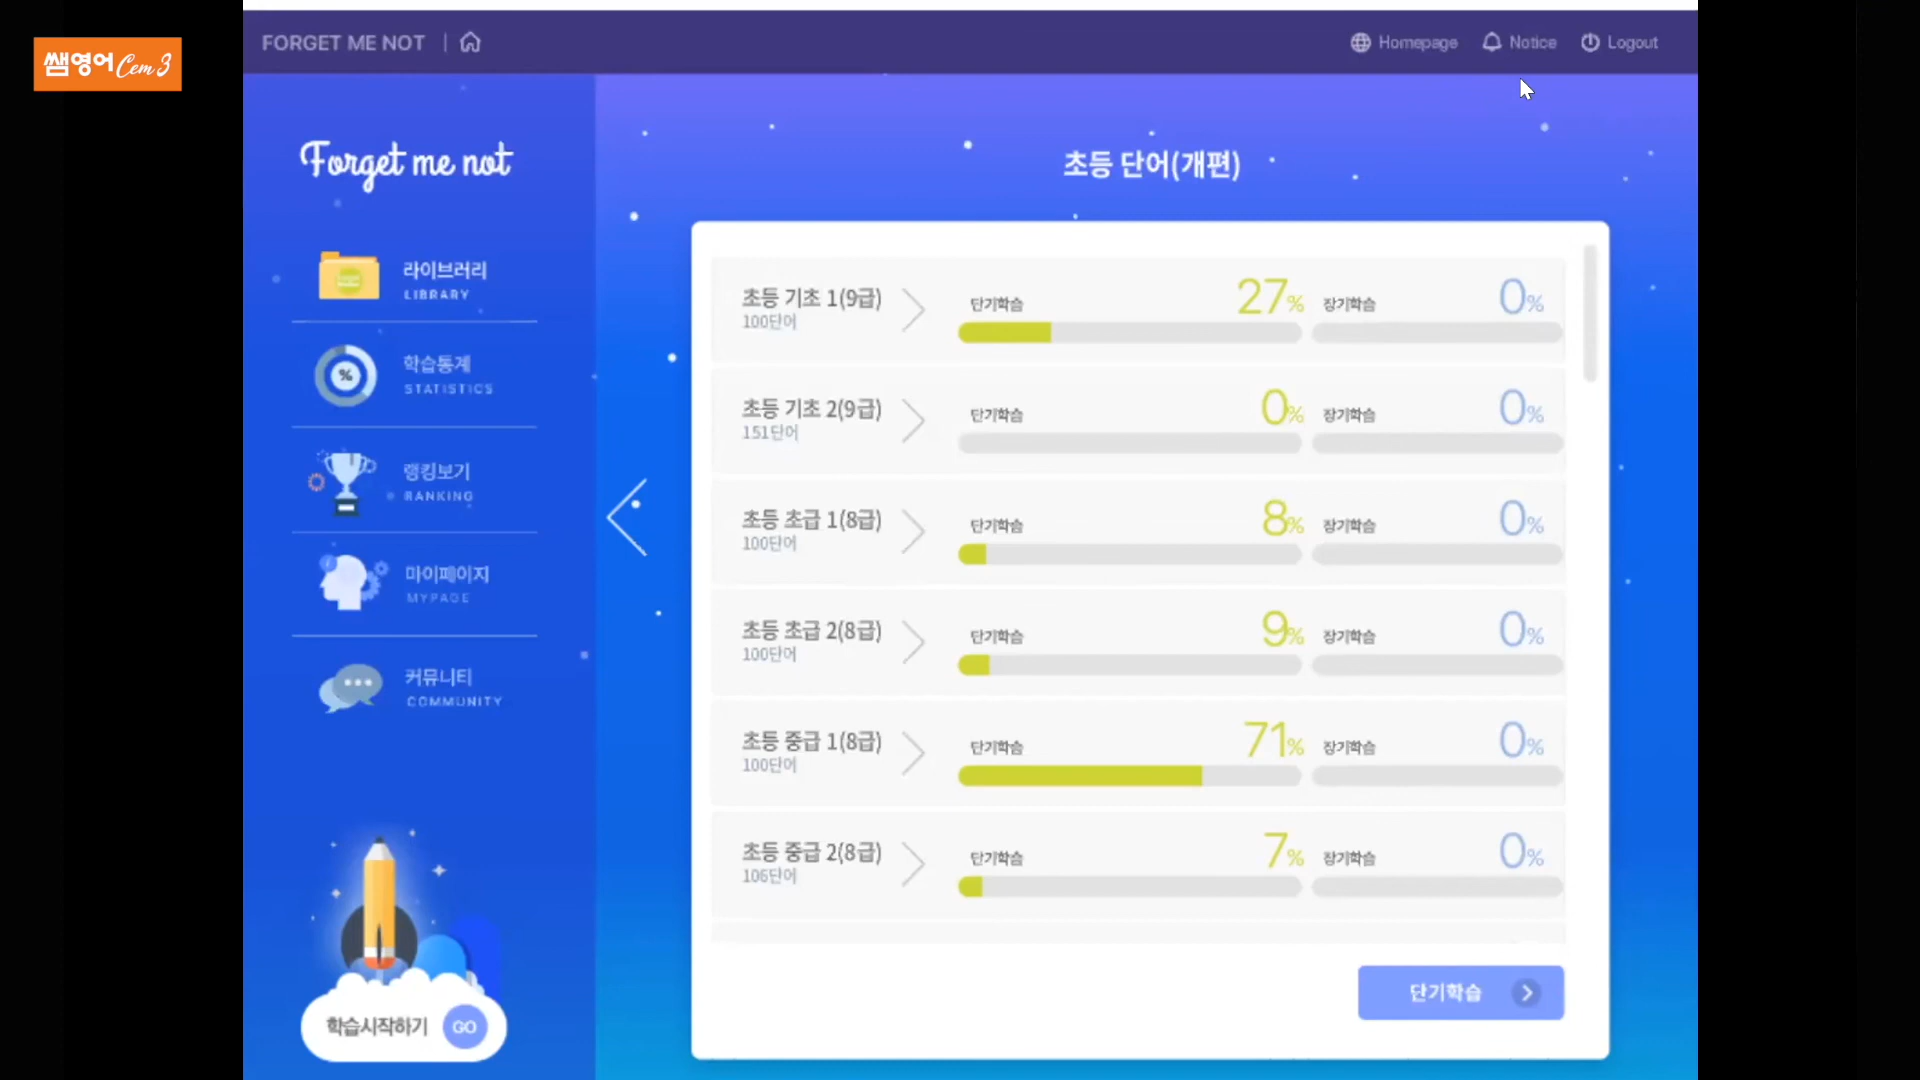 쌤영어 Cem 3
FORGET ME NOT
Homepage
Notice
Logout
Forget me not
라이브러리
LIBRARY
%
학습통계
STATISTICS
랭킹보기
RANKING
마이페이지
MYPAGE
커뮤니티
COMMUNITY
학습시작하기 GO
초등 단어(개편)
초등 기초 1(9급)
100단어
단기학습 27% 장기학습 0%
초등 기초 2(9급)
151단어
단기학습 0% 장기학습 0%
초등 초급 1(8급)
100단어
단기학습 8% 장기학습 0%
초등 초급 2(8급)
100단어
단기학습 9% 장기학습 0%
초등 중급 1(8급)
100단어
단기학습 71% 장기학습 0%
초등 중급 2(8급)
106단어
단기학습 7% 장기학습 0%
단기학습